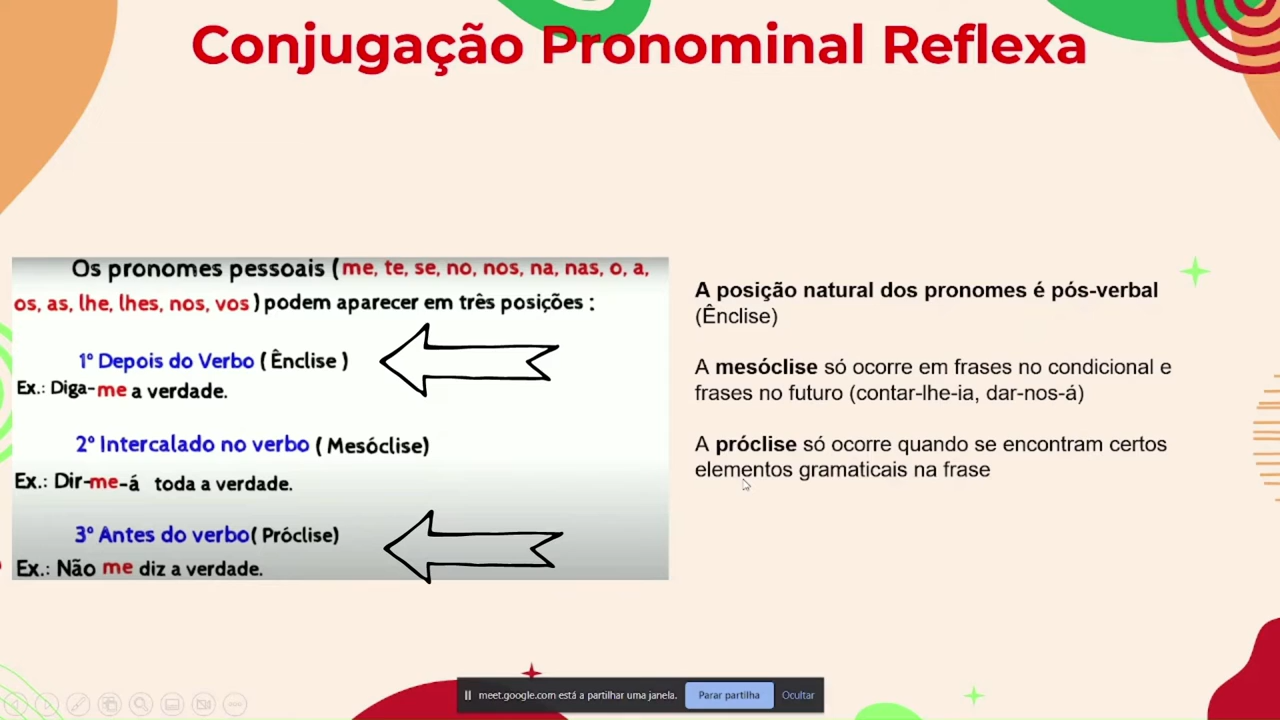 Conjugação Pronominal Reflexa
Os pronomes pessoais (me, te, se, no, nos, na, nas, o, a,
os, as, lhe, lhes, nos, vos) podem aparecer em três posições :
1º Depois do Verbo ( Ênclise )
Ex.: Diga-me a verdade.
2º Intercalado no verbo ( Mesóclise)
Ex.: Dir-me-á toda a verdade.
3º Antes do verbo( Próclise)
Ex.: Não me diz a verdade.
A posição natural dos pronomes é pós-verbal
(Ênclise)
A mesóclise só ocorre em frases no condicional e
frases no futuro (contar-lhe-ia, dar-nos-á)
A próclise só ocorre quando se encontram certos
elementos gramaticais na frase
meet.google.com está a partilhar uma janela.
Parar partilha
Ocultar